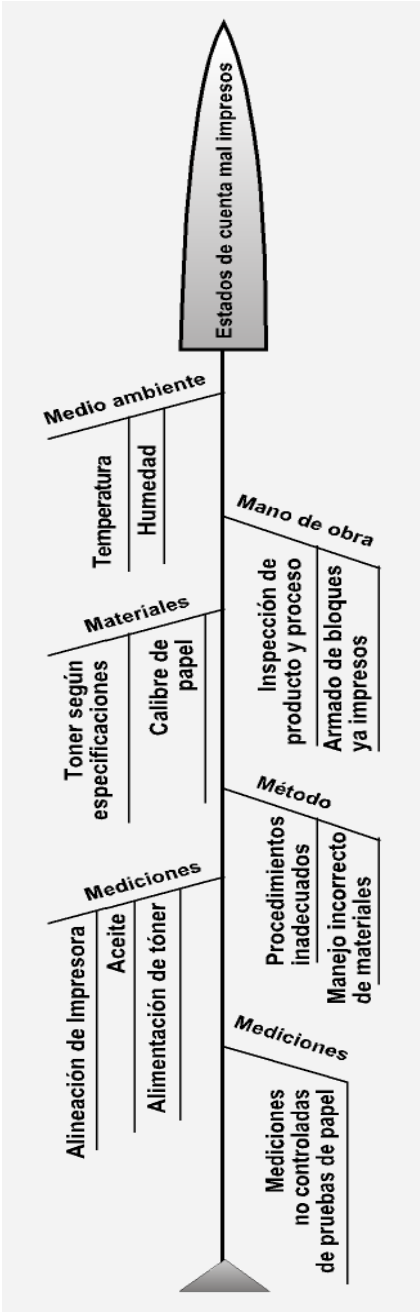 Estados de cuenta mal impresos
Medio ambiente
Temperatura
Humedad
Mano de obra
Inspección de
producto y proceso
Armado de bloques
ya impresos
Materiales
Toner según
especificaciones
Calibre de
papel
Método
Procedimientos
inadecuados
Manejo incorrecto
de materiales
Mediciones
Alineación de Impresora
Aceite
Alimentación de tóner
Mediciones
Mediciones
no controladas
de pruebas de papel